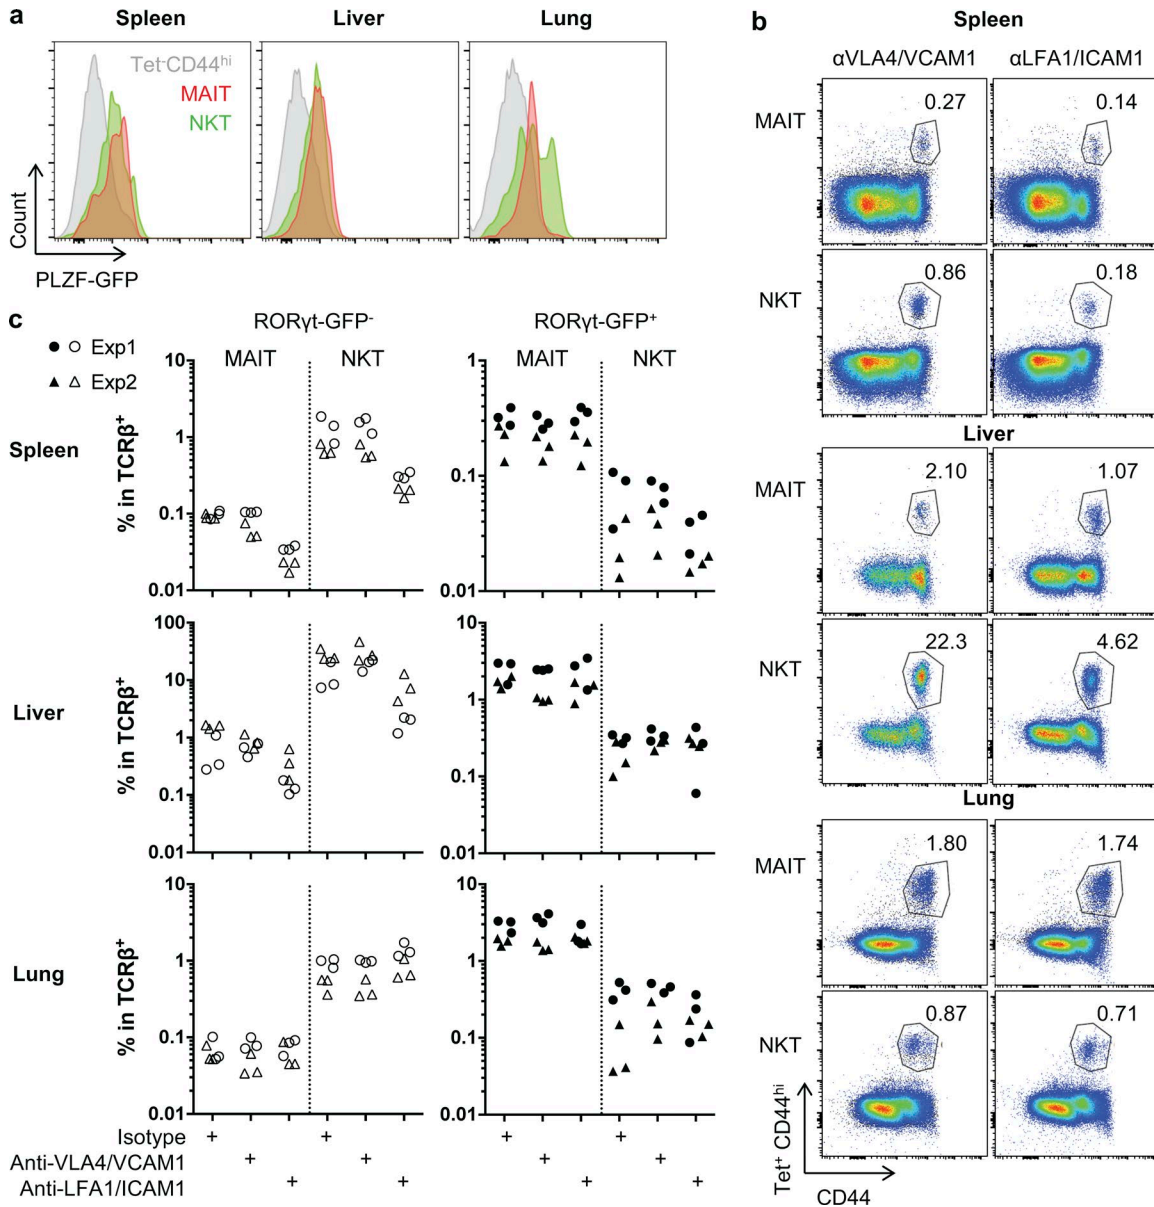 a
Spleen
Liver
Lung
Tet-CD44hi
MAIT
NKT
Count
PLZF-GFP
b
Spleen
αVLA4/VCAM1
αLFA1/ICAM1
MAIT
0.27
0.14
NKT
0.86
0.18
Liver
MAIT
2.10
1.07
NKT
22.3
4.62
Lung
MAIT
1.80
1.74
NKT
0.87
0.71
Tet+ CD44hi
CD44
c
RORγt-GFP-
RORγt-GFP+
Exp1
Exp2
MAIT
NKT
MAIT
NKT
Spleen
% in TCRβ+
10
1
0.1
0.01
1
0.1
0.01
Liver
% in TCRβ+
100
10
1
0.1
0.01
10
1
0.1
0.01
Lung
% in TCRβ+
10
1
0.1
0.01
10
1
0.1
0.01
Isotype + + + +
Anti-VLA4/VCAM1 + + + +
Anti-LFA1/ICAM1 + + + +